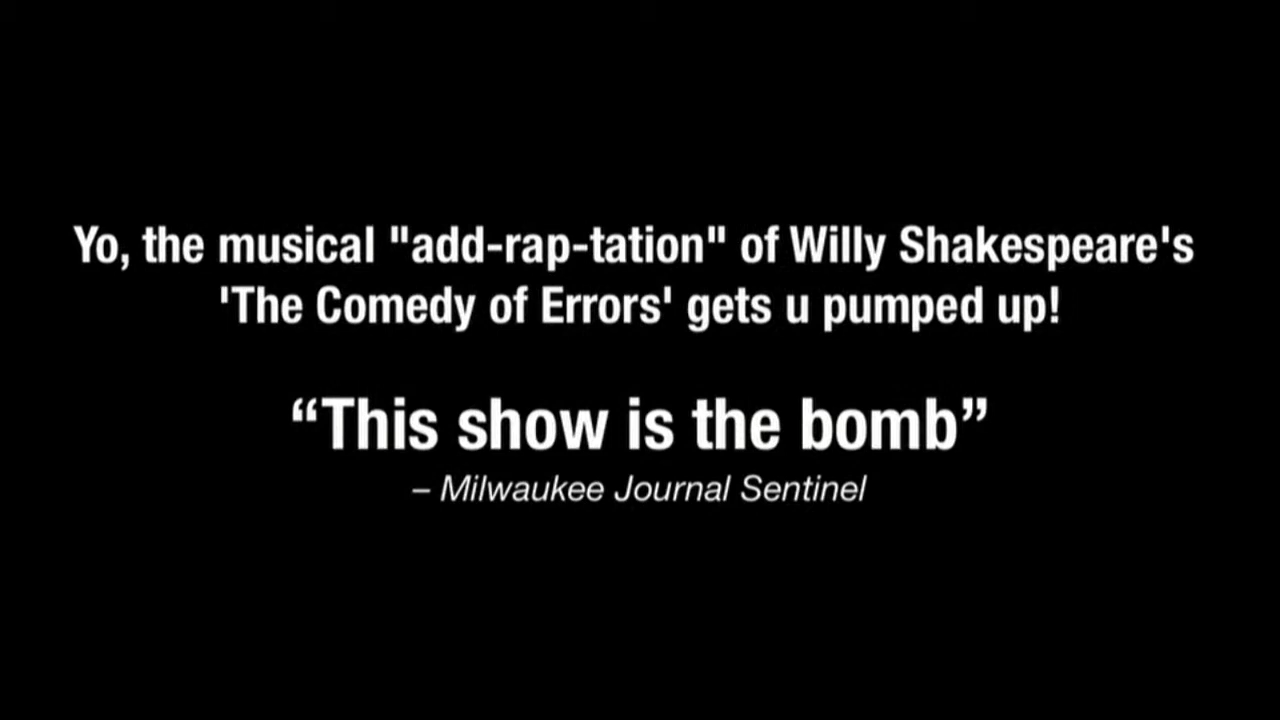 Yo, the musical "add-rap-tation" of Willy Shakespeare's
'The Comedy of Errors' gets u pumped up!
“This show is the bomb”
– Milwaukee Journal Sentinel